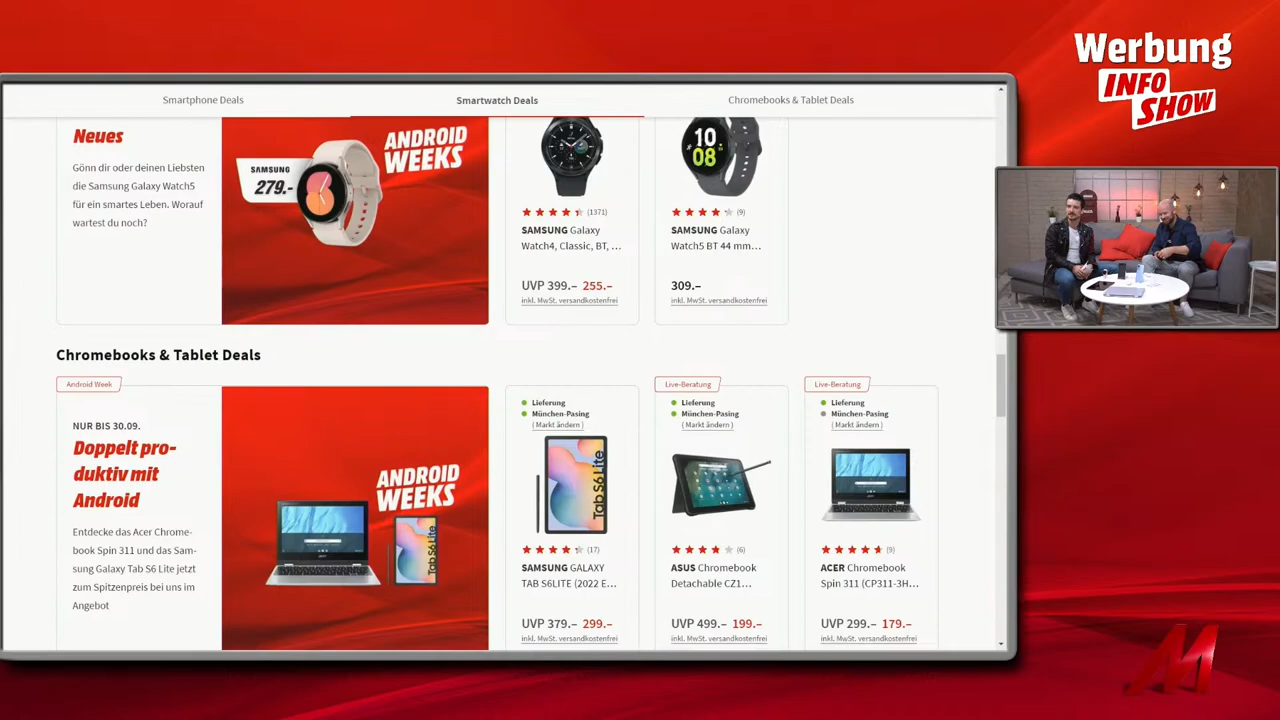 Werbung
INFO
SHOW
Smartphone Deals
Smartwatch Deals
Chromebooks & Tablet Deals
Neues
Gönn dir oder deinen Liebsten
die Samsung Galaxy Watch5
für ein smartes Leben. Worauf
wartest du noch?
SAMSUNG
279.-
ANDROID
WEEKS
(1371)
SAMSUNG Galaxy
Watch4, Classic, BT, ...
UVP 399.– 255.–
inkl. MwSt. versandkostenfrei
10
08
(9)
SAMSUNG Galaxy
Watch5 BT 44 mm...
309.–
inkl. MwSt. versandkostenfrei
Chromebooks & Tablet Deals
Android Week
NUR BIS 30.09.
Doppelt pro-
duktiv mit
Android
Entdecke das Acer Chrome-
book Spin 311 und das Sam-
sung Galaxy Tab S6 Lite jetzt
zum Spitzenpreis bei uns im
Angebot
ANDROID
WEEKS
Tab S6 Lite
Lieferung
München-Pasing
( Markt ändern )
Tab S6 Lite
(17)
SAMSUNG GALAXY
TAB S6LITE (2022 E...
UVP 379.– 299.–
inkl. MwSt. versandkostenfrei
Live-Beratung
Lieferung
München-Pasing
( Markt ändern )
(6)
ASUS Chromebook
Detachable CZ1...
UVP 499.– 199.–
inkl. MwSt. versandkostenfrei
Live-Beratung
Lieferung
München-Pasing
( Markt ändern )
(9)
ACER Chromebook
Spin 311 (CP311-3H...
UVP 299.– 179.–
inkl. MwSt. versandkostenfrei
M